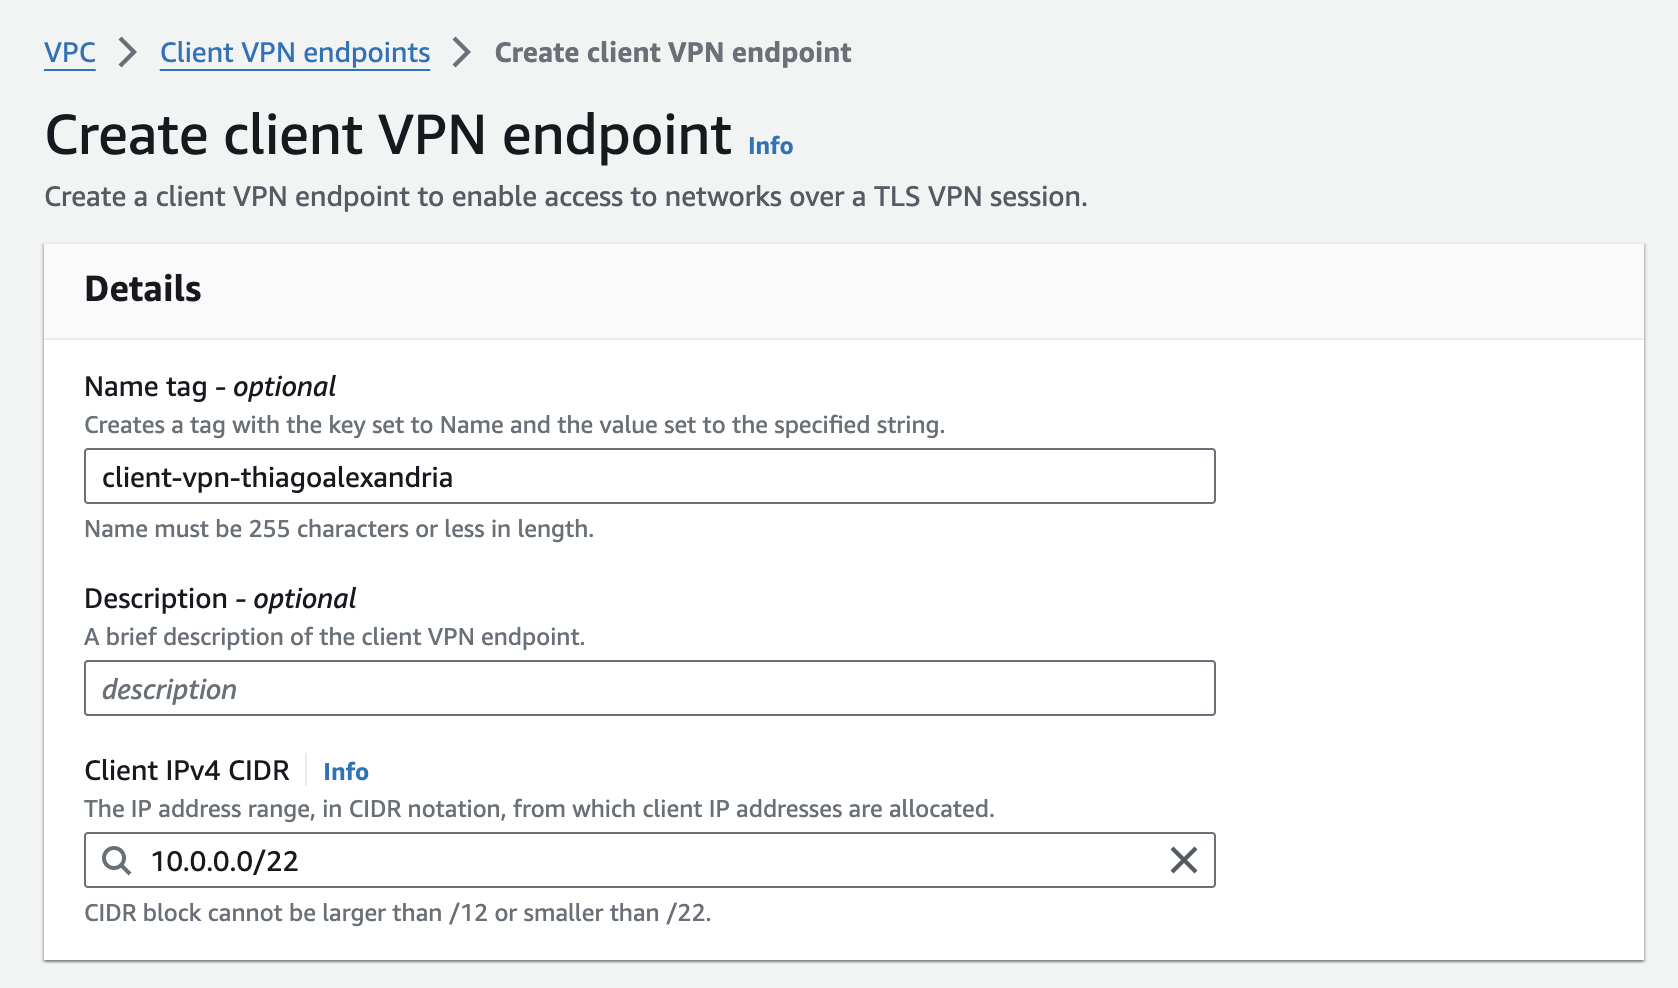 VPC > Client VPN endpoints > Create client VPN endpoint
Create client VPN endpoint Info
Create a client VPN endpoint to enable access to networks over a TLS VPN session.
Details
Name tag - optional
Creates a tag with the key set to Name and the value set to the specified string.
client-vpn-thiagoalexandria
Name must be 255 characters or less in length.
Description - optional
A brief description of the client VPN endpoint.
description
Client IPv4 CIDR Info
The IP address range, in CIDR notation, from which client IP addresses are allocated.
10.0.0.0/22
CIDR block cannot be larger than /12 or smaller than /22.